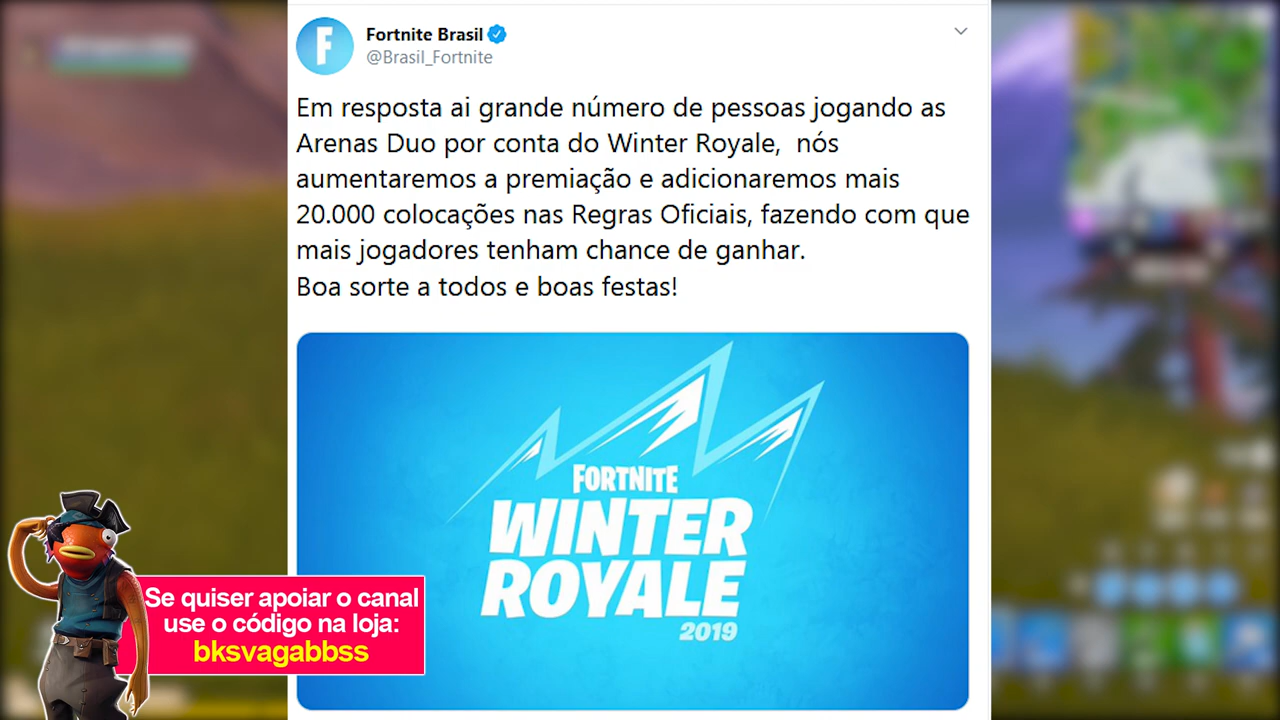 Fortnite Brasil
@Brasil_Fortnite
Em resposta ai grande número de pessoas jogando as
Arenas Duo por conta do Winter Royale, nós
aumentaremos a premiação e adicionaremos mais
20.000 colocações nas Regras Oficiais, fazendo com que
mais jogadores tenham chance de ganhar.
Boa sorte a todos e boas festas!
FORTNITE
WINTER
ROYALE
2019
Se quiser apoiar o canal
use o código na loja:
bksvagabbss